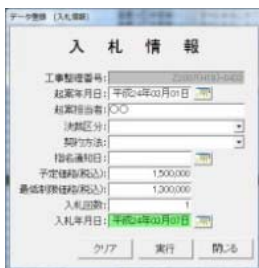 データ登録 （入札情報）
入 札 情 報
工事整理番号:
起案年月日: 平成24年03月01日
起案担当者: 〇〇
決裁区分:
契約方法:
指名通知日:
予定価格(税込): 1,500,000
最低制限価格(税込): 1,300,000
入札回数: 1
入札年月日: 平成24年03月07日
クリア 実行 閉じる